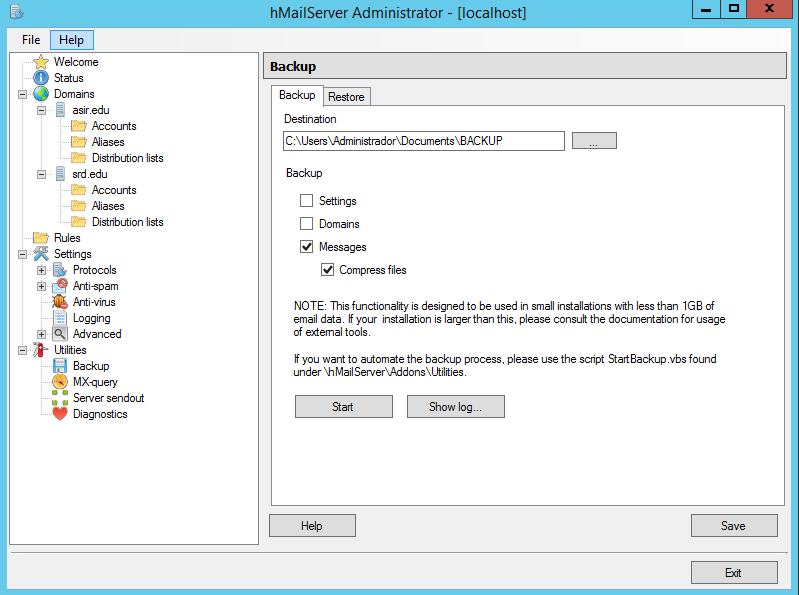 hMailServer Administrator - [localhost]
File Help
Welcome
Status
Domains
asir.edu
Accounts
Aliases
Distribution lists
srd.edu
Accounts
Aliases
Distribution lists
Rules
Settings
Protocols
Anti-spam
Anti-virus
Logging
Advanced
Utilities
Backup
MX-query
Server sendout
Diagnostics
Backup
Backup Restore
Destination
C:\Users\Administrador\Documents\BACKUP ...
Backup
Settings
Domains
Messages
Compress files
NOTE: This functionality is designed to be used in small installations with less than 1GB of
email data. If your installation is larger than this, please consult the documentation for usage
of external tools.
If you want to automate the backup process, please use the script StartBackup.vbs found
under \hMailServer\Addons\Utilities.
Start Show log...
Help Save
Exit